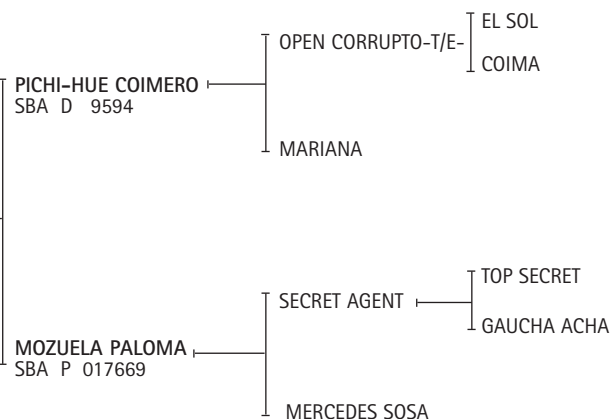 EL SOL
OPEN CORRUPTO-T/E-
COIMA
PICHI-HUE COIMERO
SBA D 9594
MARIANA
TOP SECRET
SECRET AGENT
GAUCHA ACHA
MOZUELA PALOMA
SBA P 017669
MERCEDES SOSA